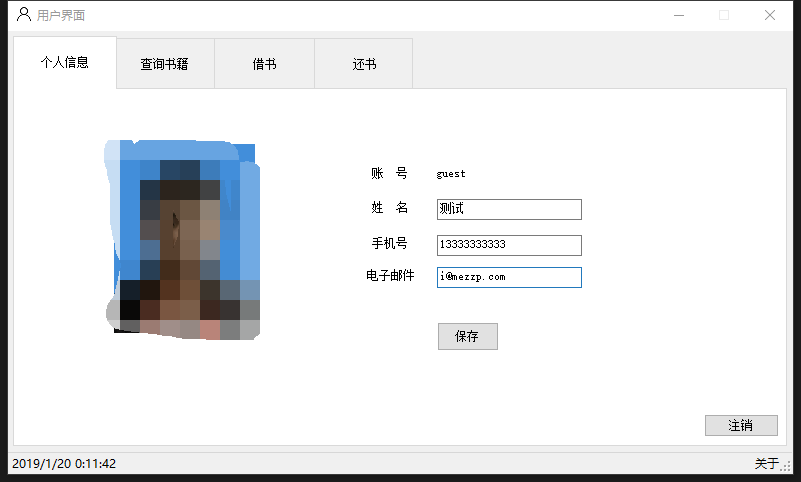 用户界面
个人信息 查询书籍 借书 还书
账 号 guest
姓 名 测试
手机号 13333333333
电子邮件 i@mezzp.com
保存
注销
2019/1/20 0:11:42 关于